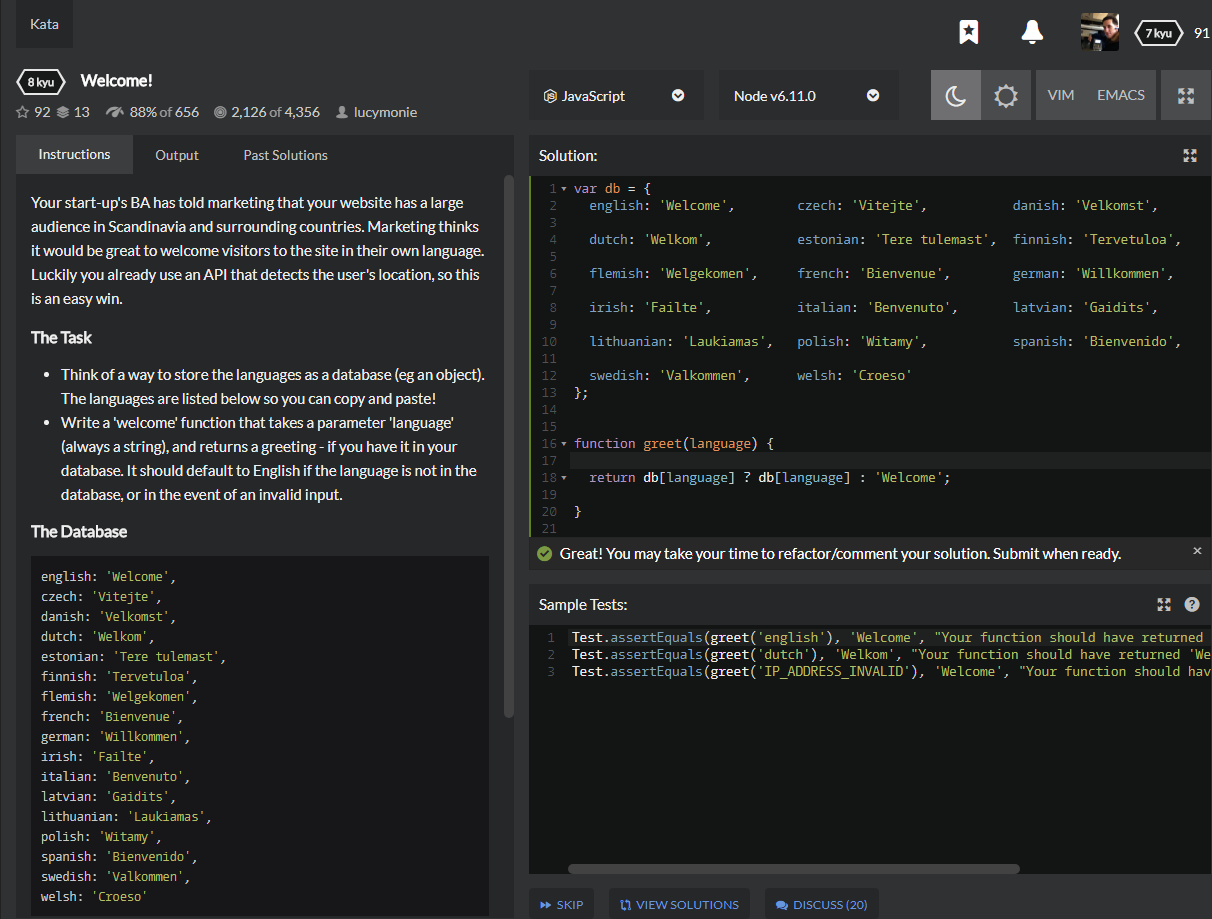 Kata
7 kyu 91
8 kyu Welcome!
92 13 88% of 656 2,126 of 4,356 lucymonie
JavaScript Node v6.11.0 VIM EMACS
Instructions Output Past Solutions
Your start-up's BA has told marketing that your website has a large
audience in Scandinavia and surrounding countries. Marketing thinks
it would be great to welcome visitors to the site in their own language.
Luckily you already use an API that detects the user's location, so this
is an easy win.
The Task
• Think of a way to store the languages as a database (eg an object).
The languages are listed below so you can copy and paste!
• Write a 'welcome' function that takes a parameter 'language'
(always a string), and returns a greeting - if you have it in your
database. It should default to English if the language is not in the
database, or in the event of an invalid input.
The Database
english: 'Welcome',
czech: 'Vitejte',
danish: 'Velkomst',
dutch: 'Welkom',
estonian: 'Tere tulemast',
finnish: 'Tervetuloa',
flemish: 'Welgekomen',
french: 'Bienvenue',
german: 'Willkommen',
irish: 'Failte',
italian: 'Benvenuto',
latvian: 'Gaidits',
lithuanian: 'Laukiamas',
polish: 'Witamy',
spanish: 'Bienvenido',
swedish: 'Valkommen',
welsh: 'Croeso'
Solution:
1 var db = {
2 english: 'Welcome', czech: 'Vitejte', danish: 'Velkomst',
3
4 dutch: 'Welkom', estonian: 'Tere tulemast', finnish: 'Tervetuloa',
5
6 flemish: 'Welgekomen', french: 'Bienvenue', german: 'Willkommen',
7
8 irish: 'Failte', italian: 'Benvenuto', latvian: 'Gaidits',
9
10 lithuanian: 'Laukiamas', polish: 'Witamy', spanish: 'Bienvenido',
11
12 swedish: 'Valkommen', welsh: 'Croeso'
13 };
14
15
16 function greet(language) {
17
18 return db[language] ? db[language] : 'Welcome';
19
20 }
21
Great! You may take your time to refactor/comment your solution. Submit when ready. ×
Sample Tests: ?
1 Test.assertEquals(greet('english'), 'Welcome', "Your function should have returned
2 Test.assertEquals(greet('dutch'), 'Welkom', "Your function should have returned 'We
3 Test.assertEquals(greet('IP_ADDRESS_INVALID'), 'Welcome', "Your function should hav
SKIP VIEW SOLUTIONS DISCUSS (20)